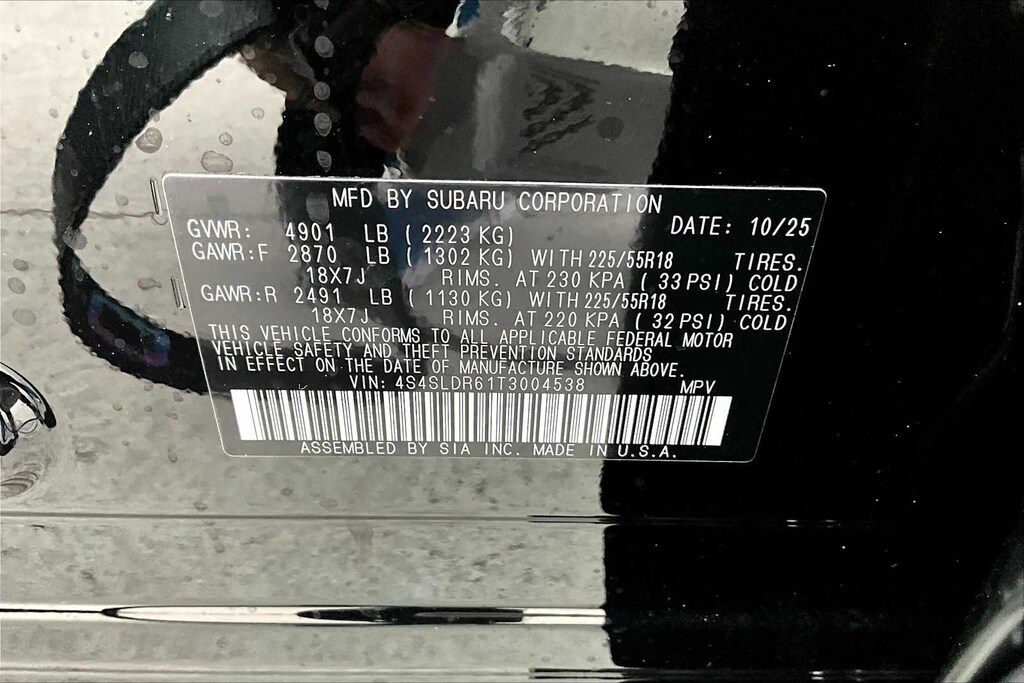 MFD BY SUBARU CORPORATION
DATE: 10/25
GVWR: 4901 LB ( 2223 KG)
GAWR:F 2870 LB ( 1302 KG) WITH 225/55R18 TIRES.
18X7J RIMS. AT 230 KPA ( 33 PSI) COLD
GAWR:R 2491 LB ( 1130 KG) WITH 225/55R18 TIRES.
18X7J RIMS. AT 220 KPA ( 32 PSI) COLD
THIS VEHICLE CONFORMS TO ALL APPLICABLE FEDERAL MOTOR
VEHICLE SAFETY AND THEFT PREVENTION STANDARDS
IN EFFECT ON THE DATE OF MANUFACTURE SHOWN ABOVE.
VIN: 4S4SLDR61T3004538 MPV
ASSEMBLED BY SIA INC. MADE IN U.S.A.